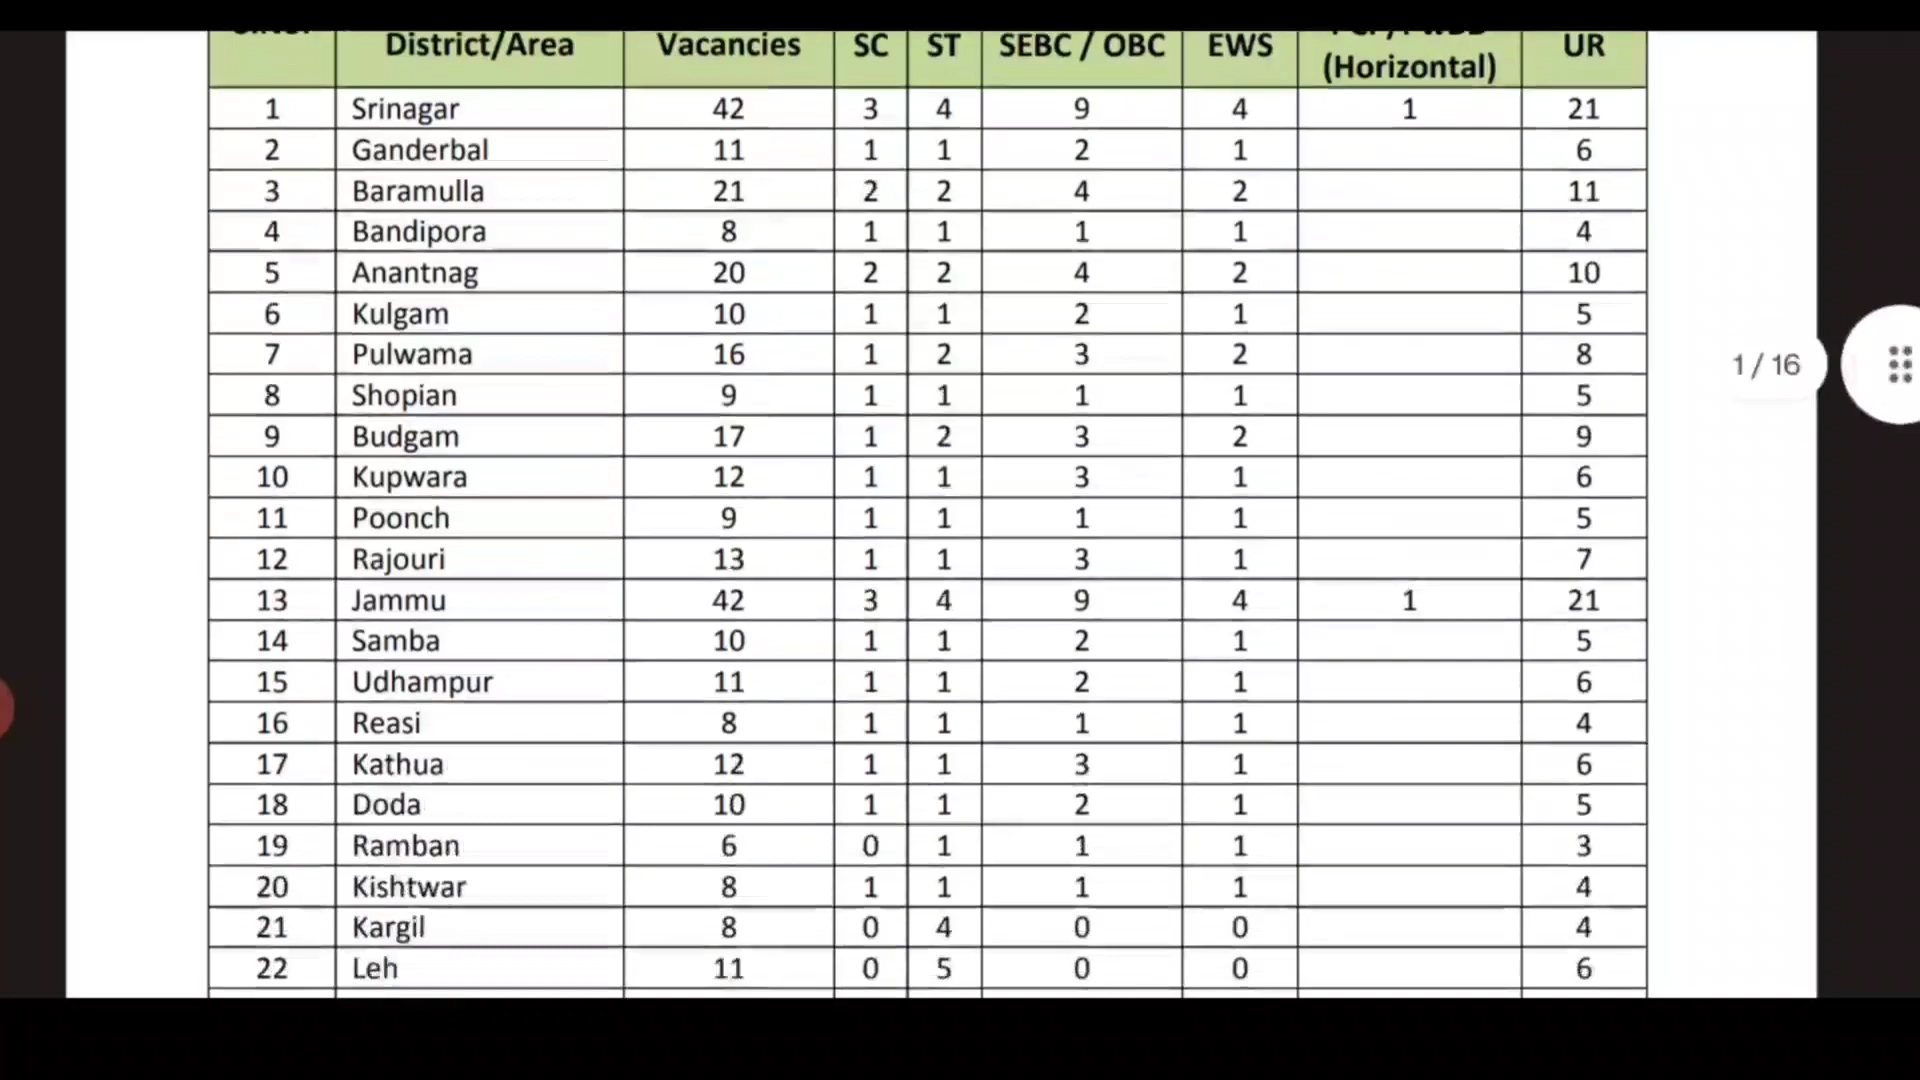 District/Area Vacancies SC ST SEBC / OBC EWS (Horizontal) UR
1 Srinagar 42 3 4 9 4 1 21
2 Ganderbal 11 1 1 2 1 6
3 Baramulla 21 2 2 4 2 11
4 Bandipora 8 1 1 1 1 4
5 Anantnag 20 2 2 4 2 10
6 Kulgam 10 1 1 2 1 5
7 Pulwama 16 1 2 3 2 8
8 Shopian 9 1 1 1 1 5
9 Budgam 17 1 2 3 2 9
10 Kupwara 12 1 1 3 1 6
11 Poonch 9 1 1 1 1 5
12 Rajouri 13 1 1 3 1 7
13 Jammu 42 3 4 9 4 1 21
14 Samba 10 1 1 2 1 5
15 Udhampur 11 1 1 2 1 6
16 Reasi 8 1 1 1 1 4
17 Kathua 12 1 1 3 1 6
18 Doda 10 1 1 2 1 5
19 Ramban 6 0 1 1 1 3
20 Kishtwar 8 1 1 1 1 4
21 Kargil 8 0 4 0 0 4
22 Leh 11 0 5 0 0 6
1 / 16